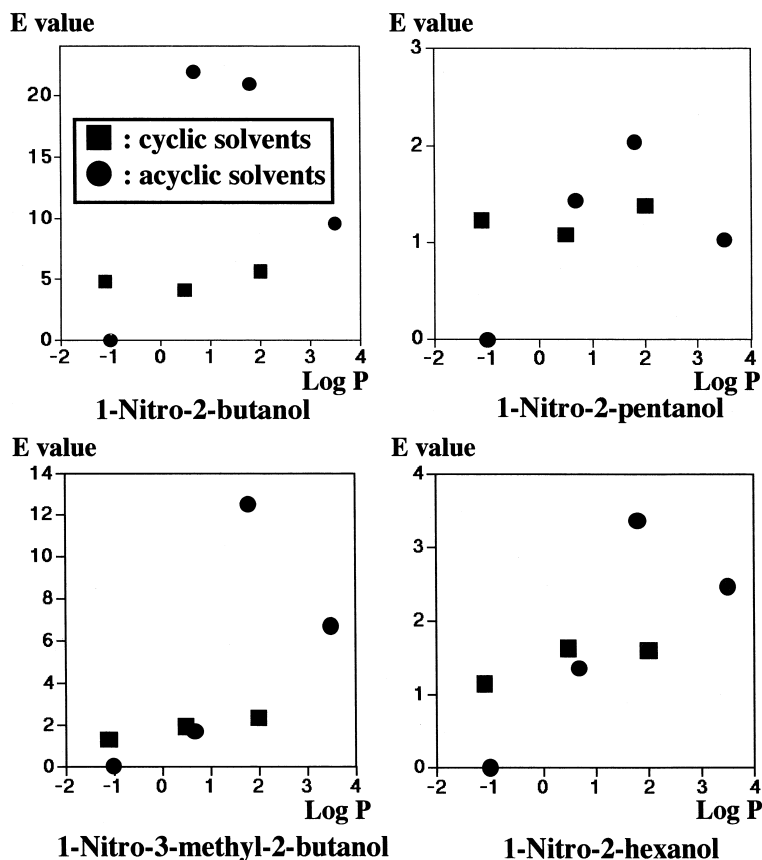 E value
20
15
10
5
0
-2 -1 0 1 2 3 4
Log P
■ : cyclic solvents
● : acyclic solvents
1-Nitro-2-butanol
E value
3
2
1
0
-2 -1 0 1 2 3 4
Log P
1-Nitro-2-pentanol
E value
14
12
10
8
6
4
2
0
-2 -1 0 1 2 3 4
Log P
1-Nitro-3-methyl-2-butanol
E value
4
3
2
1
0
-2 -1 0 1 2 3 4
Log P
1-Nitro-2-hexanol